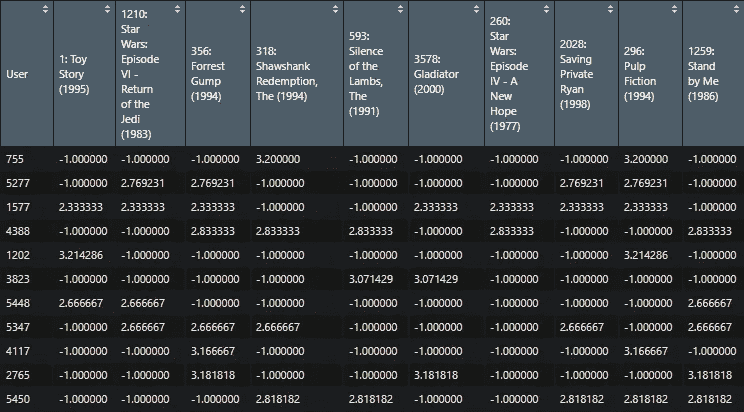 User
1: Toy
Story
(1995)
1210:
Star
Wars:
Episode
VI -
Return
of the
Jedi
(1983)
356:
Forrest
Gump
(1994)
318:
Shawshank
Redemption,
The (1994)
593:
Silence
of the
Lambs,
The
(1991)
3578:
Gladiator
(2000)
260:
Star
Wars:
Episode
IV - A
New
Hope
(1977)
2028:
Saving
Private
Ryan
(1998)
296:
Pulp
Fiction
(1994)
1259:
Stand
by Me
(1986)
755 -1.000000 -1.000000 -1.000000 3.200000 -1.000000 -1.000000 -1.000000 -1.000000 3.200000 -1.000000
5277 -1.000000 2.769231 2.769231 -1.000000 -1.000000 -1.000000 -1.000000 2.769231 2.769231 -1.000000
1577 2.333333 2.333333 2.333333 -1.000000 -1.000000 2.333333 2.333333 2.333333 2.333333 -1.000000
4388 -1.000000 -1.000000 2.833333 2.833333 2.833333 -1.000000 2.833333 -1.000000 -1.000000 2.833333
1202 3.214286 -1.000000 -1.000000 -1.000000 -1.000000 -1.000000 -1.000000 -1.000000 3.214286 -1.000000
3823 -1.000000 -1.000000 -1.000000 -1.000000 3.071429 3.071429 -1.000000 -1.000000 -1.000000 -1.000000
5448 2.666667 2.666667 -1.000000 -1.000000 -1.000000 -1.000000 -1.000000 -1.000000 -1.000000 2.666667
5347 -1.000000 2.666667 2.666667 2.666667 -1.000000 -1.000000 -1.000000 2.666667 -1.000000 2.666667
4117 -1.000000 -1.000000 3.166667 -1.000000 -1.000000 -1.000000 -1.000000 -1.000000 3.166667 -1.000000
2765 -1.000000 -1.000000 3.181818 -1.000000 -1.000000 3.181818 -1.000000 -1.000000 -1.000000 3.181818
5450 -1.000000 -1.000000 -1.000000 2.818182 2.818182 -1.000000 -1.000000 2.818182 2.818182 2.818182